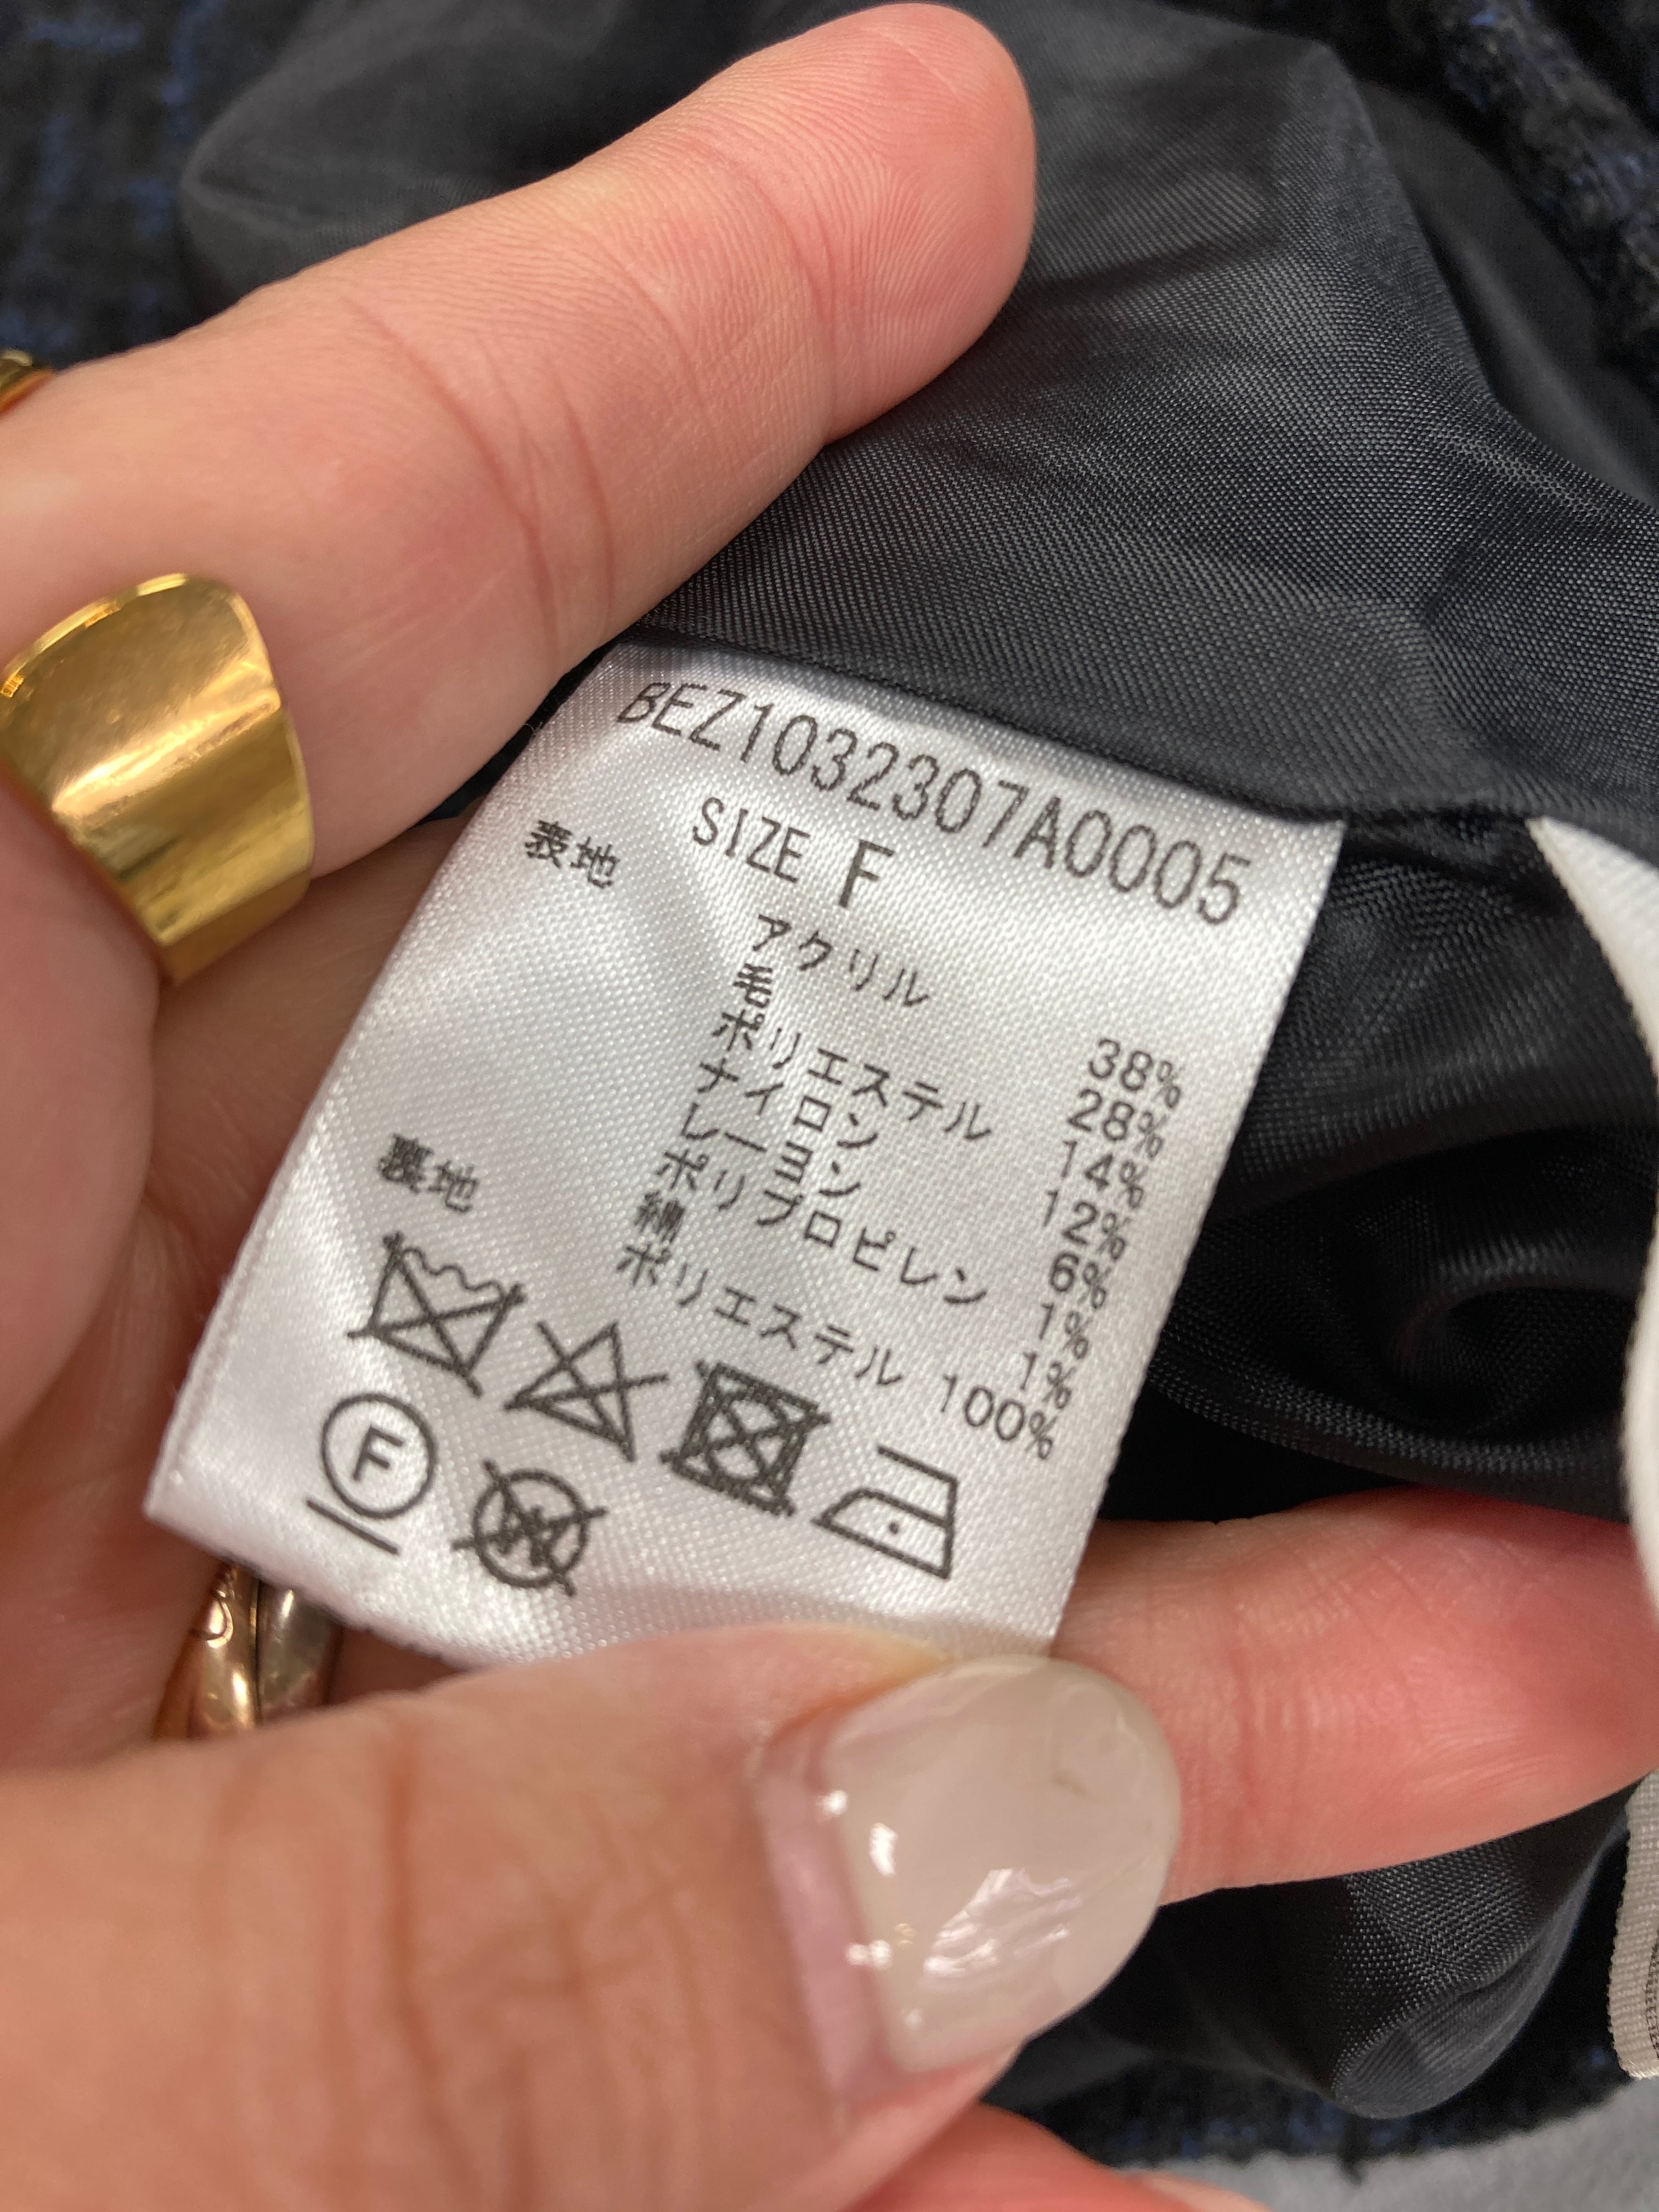 BEZ1032307A0005
SIZE F
表地
アクリル 38%
毛 28%
ポリエステル 14%
ナイロン 12%
レーヨン 6%
ポリプロピレン 1%
綿 1%
裏地 ポリエステル 100%
F W